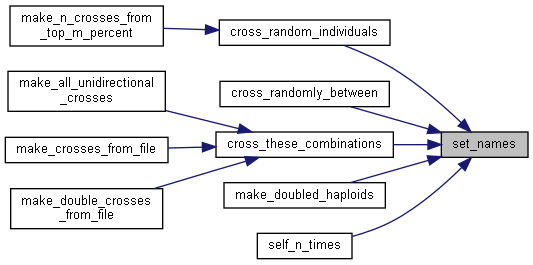 make_n_crosses_from
_top_m_percent
cross_random_individuals
make_all_unidirectional
_crosses
cross_randomly_between
make_crosses_from_file
cross_these_combinations
set_names
make_double_crosses
_from_file
make_doubled_haploids
self_n_times